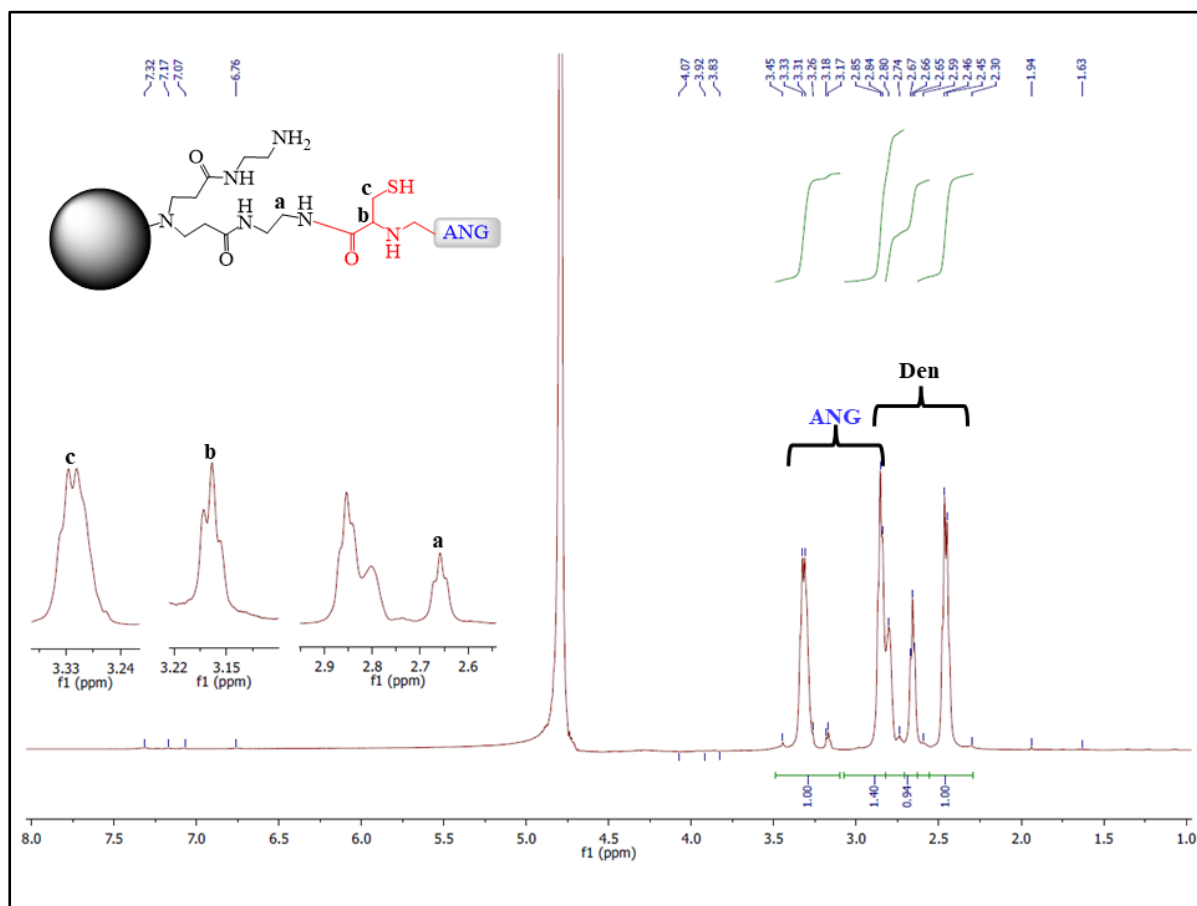 7.32 7.17 7.07 6.76 4.07 3.92 3.83 3.45 3.33 3.31 3.26 3.18 3.17 2.85 2.84 2.80 2.74 2.67 2.66 2.65 2.59 2.46 2.45 2.30 1.94 1.63
NH2
O
N
H
c SH
a H
b
N H
N
N
O
O
N
H
ANG
Den
ANG
c
b
a
3.33 3.24
f1 (ppm)
3.22 3.15
f1 (ppm)
2.9 2.8 2.7 2.6
f1 (ppm)
1.00 1.40 0.94 1.00
8.0 7.5 7.0 6.5 6.0 5.5 5.0 4.5 4.0 3.5 3.0 2.5 2.0 1.5 1.0
f1 (ppm)